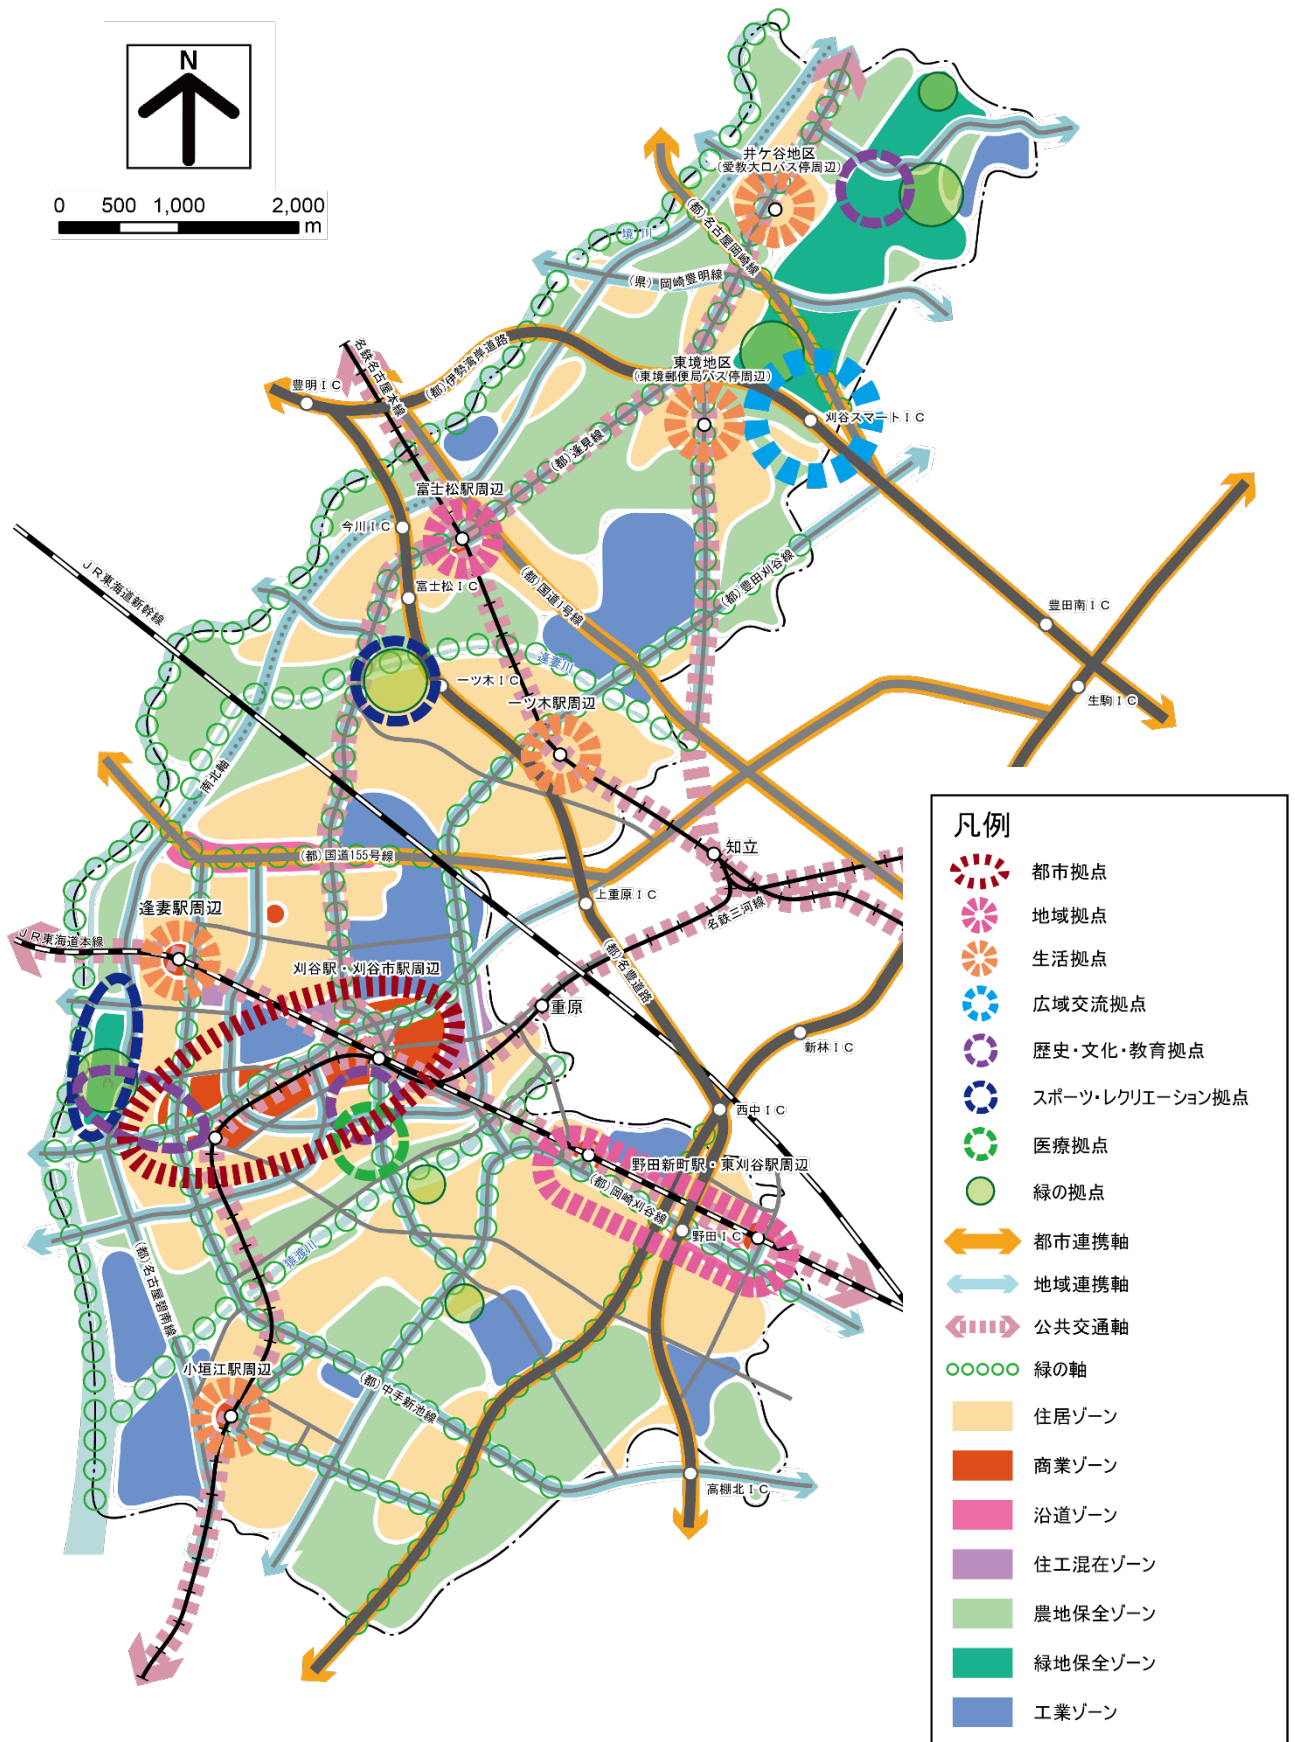 N
0 500 1,000 2,000
m
井ケ谷地区
(愛教大口バス停周辺)
(都)名古屋岡崎線
境川
(県)岡崎豊明線
名鉄名古屋本線
(都)伊勢湾岸道路
豊明IC
東境地区
(東境郵便局バス停周辺)
刈谷スマートIC
(都)逢見線
富士松駅周辺
今川IC
JR東海道新幹線
富士松IC
(都)国道1号線
(都)豊田刈谷線
豊田南IC
逢妻川
一ツ木IC
生駒IC
一ツ木駅周辺
南北軸
(都)国道155号線
知立
上重原IC
名鉄三河線
逢妻駅周辺
JR東海道本線
(都)名豊道路
刈谷駅・刈谷市駅周辺
重原
新林IC
西中IC
野田新町駅・東刈谷駅周辺
(都)岡崎刈谷線
野田IC
猿渡川
(都)名古屋碧南線
小垣江駅周辺
(都)中手新池線
高棚北IC
凡例
都市拠点
地域拠点
生活拠点
広域交流拠点
歴史・文化・教育拠点
スポーツ・レクリエーション拠点
医療拠点
緑の拠点
都市連携軸
地域連携軸
公共交通軸
緑の軸
住居ゾーン
商業ゾーン
沿道ゾーン
住工混在ゾーン
農地保全ゾーン
緑地保全ゾーン
工業ゾーン